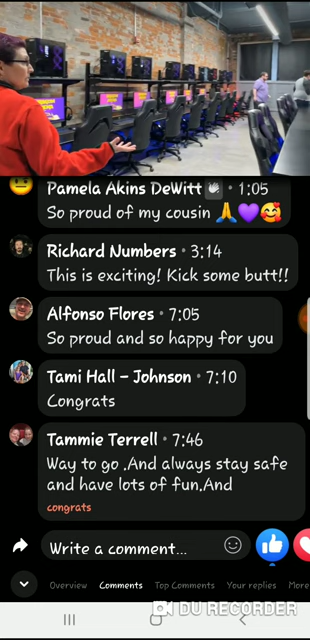 Pamela Akins DeWitt • 1:05
So proud of my cousin 🙏💜🥰
Richard Numbers • 3:14
This is exciting! Kick some butt!!
Alfonso Flores • 7:05
So proud and so happy for you
Tami Hall - Johnson • 7:10
Congrats
Tammie Terrell • 7:46
Way to go .And always stay safe
and have lots of fun.And
congrats
Write a comment...
Overview Comments Top Comments Your replies More
DU RECORDER